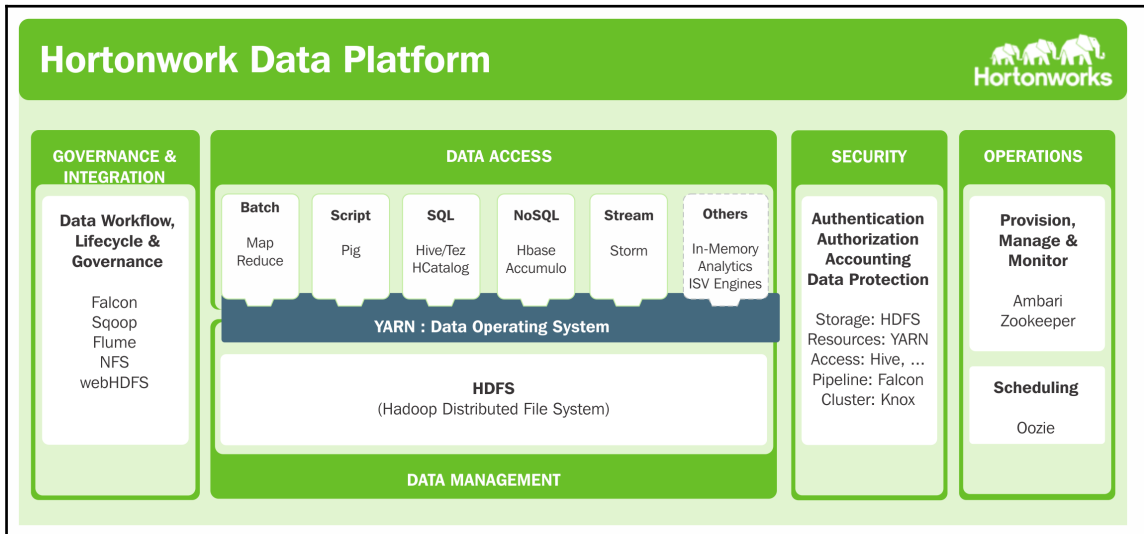 Hortonwork Data Platform
Hortonworks
GOVERNANCE &
INTEGRATION
Data Workflow,
Lifecycle &
Governance
Falcon
Sqoop
Flume
NFS
webHDFS
DATA ACCESS
Batch
Map
Reduce
Script
Pig
SQL
Hive/Tez
HCatalog
NoSQL
Hbase
Accumulo
Stream
Storm
Others
In-Memory
Analytics
ISV Engines
YARN : Data Operating System
HDFS
(Hadoop Distributed File System)
DATA MANAGEMENT
SECURITY
Authentication
Authorization
Accounting
Data Protection
Storage: HDFS
Resources: YARN
Access: Hive, ...
Pipeline: Falcon
Cluster: Knox
OPERATIONS
Provision,
Manage &
Monitor
Ambari
Zookeeper
Scheduling
Oozie